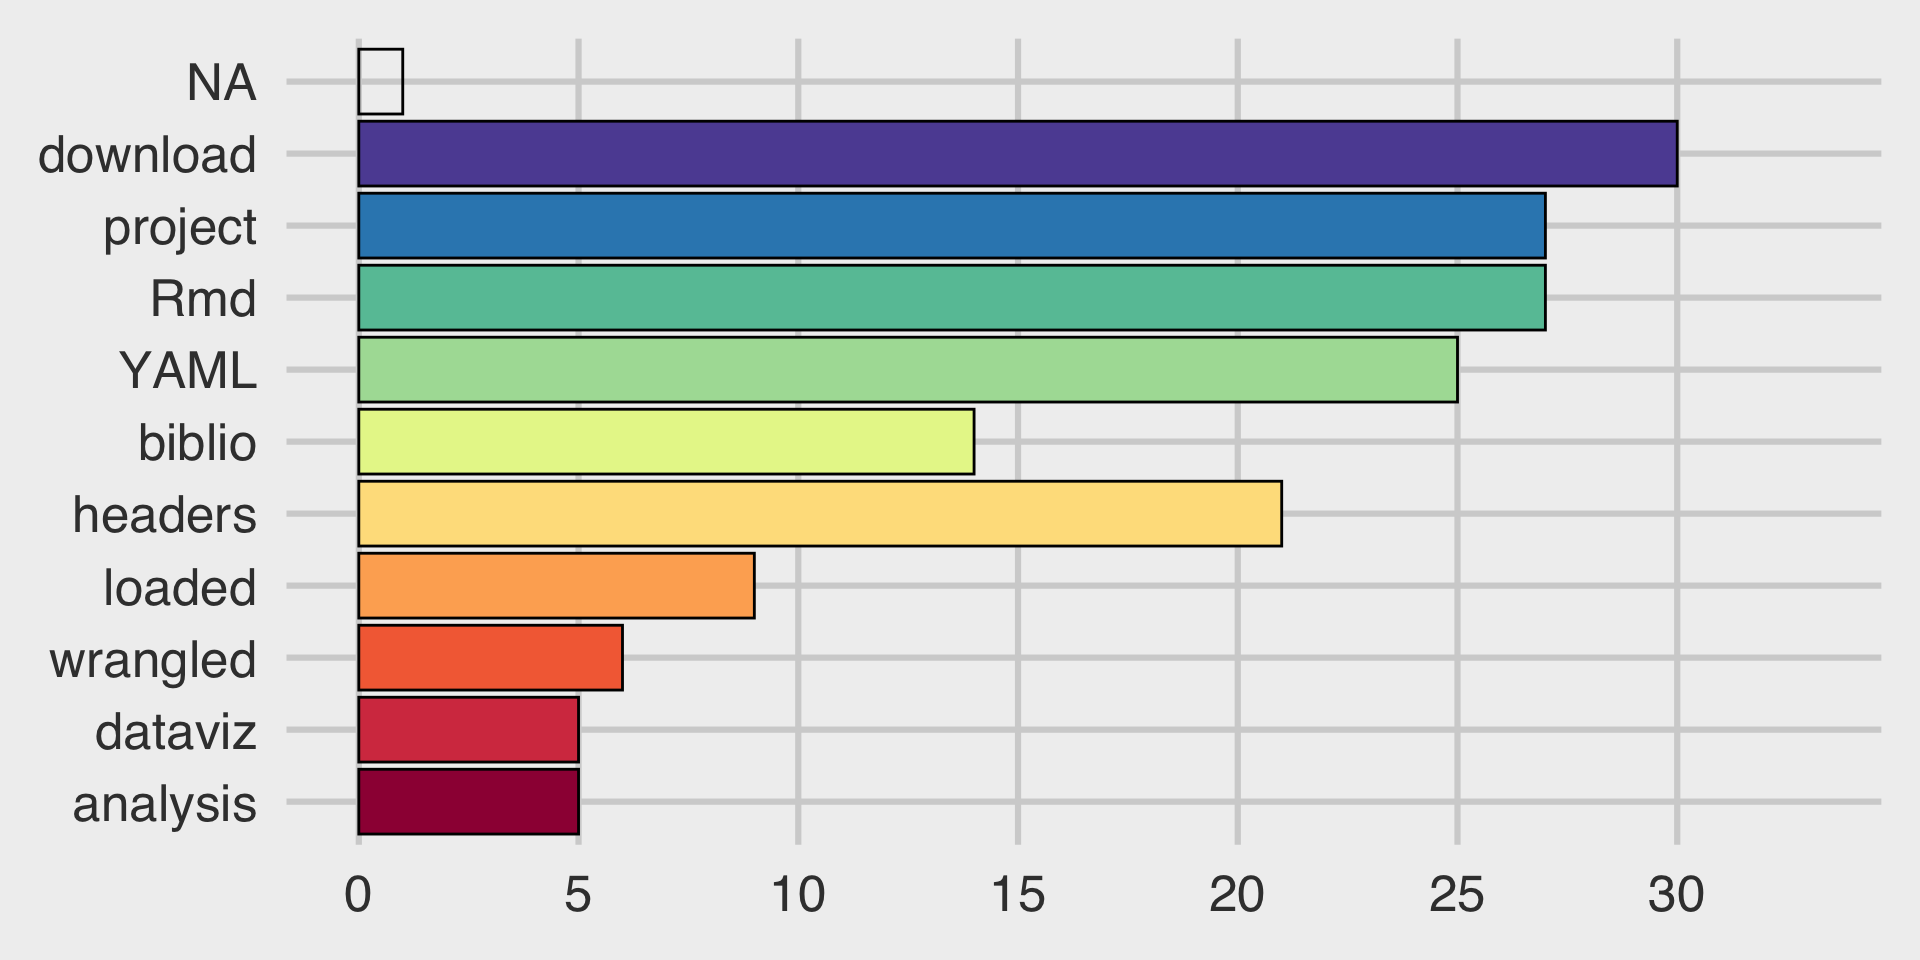 NA
download
project
Rmd
YAML
biblio
headers
loaded
wrangled
dataviz
analysis
0 5 10 15 20 25 30